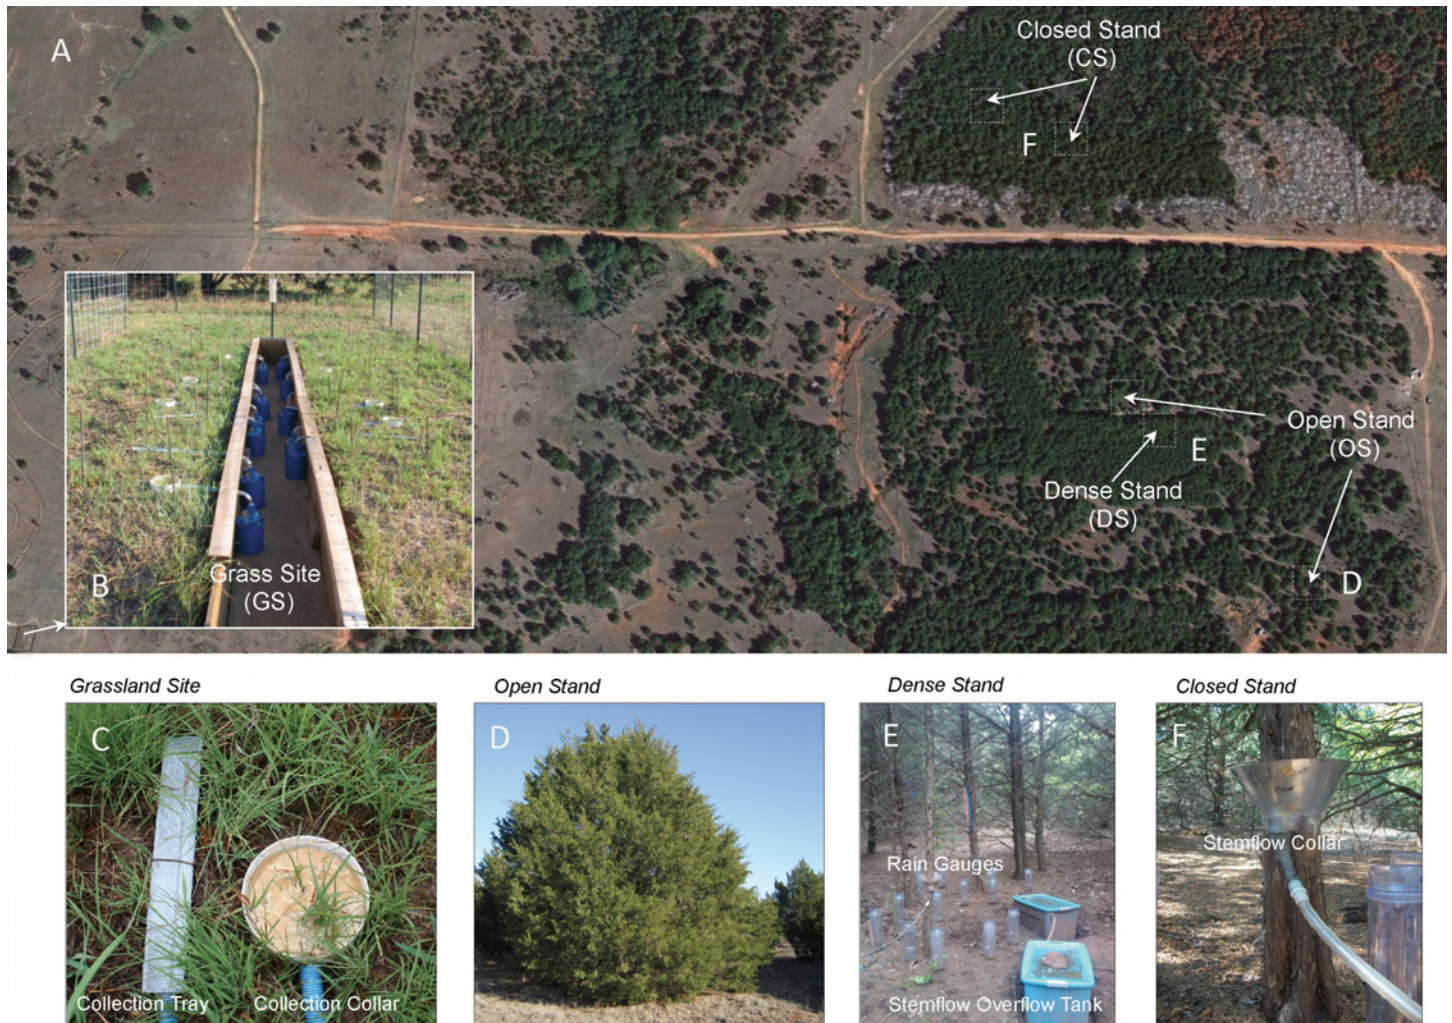 A
Closed Stand
(CS)
F
Open Stand
(OS)
E
Dense Stand
(DS)
D
Grass Site
(GS)
B
Grassland Site
Open Stand
Dense Stand
Closed Stand
C
D
E
F
Rain Gauges
Stemflow Collar
Collection Tray
Collection Collar
Stemflow Overflow Tank